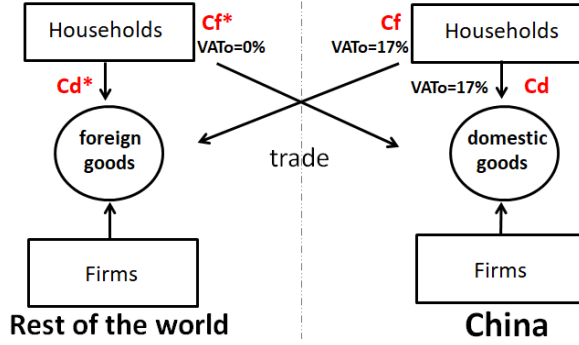 Households
Cf*
VATo=0%
Cf
VATo=17%
Households
Cd*
VATo=17%
Cd
foreign
goods
trade
domestic
goods
Firms
Firms
Rest of the world
China